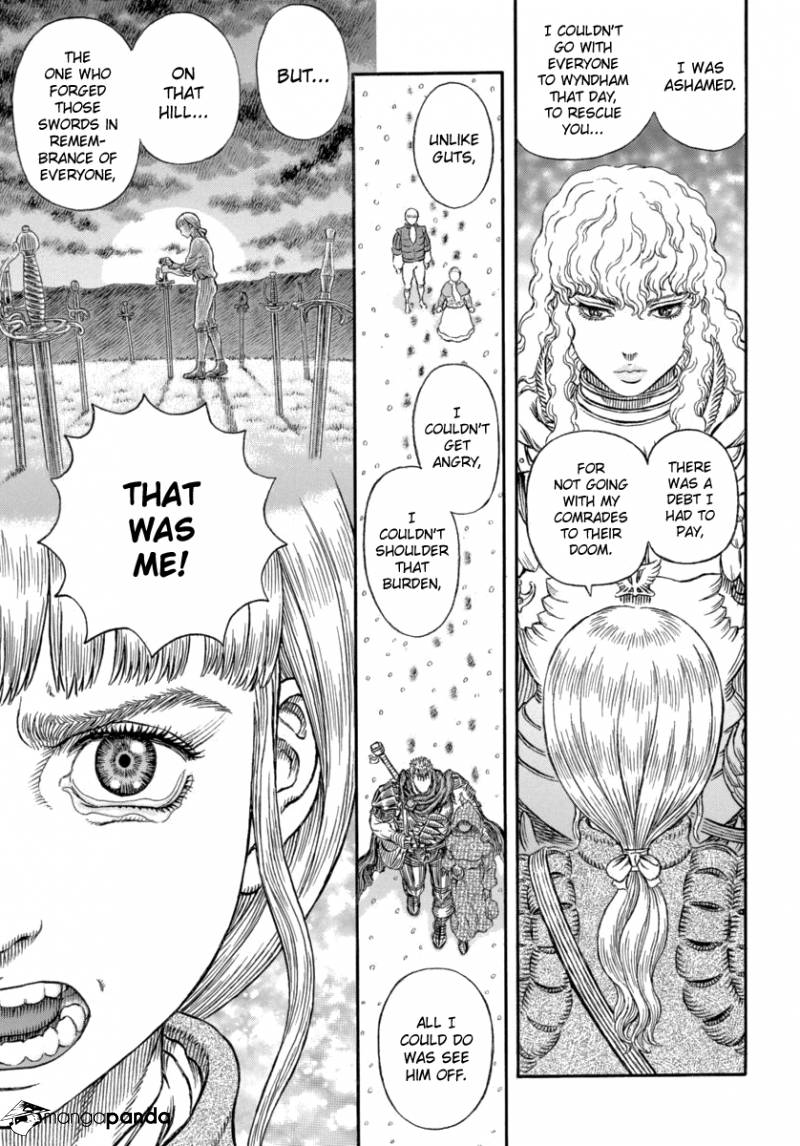 I WAS
ASHAMED.
I COULDN'T
GO WITH
EVERYONE
TO WYNDHAM
THAT DAY,
TO RESCUE
YOU...
THERE
WAS A
DEBT I
HAD TO
PAY,
FOR
NOT GOING
WITH MY
COMRADES
TO THEIR
DOOM.
UNLIKE
GUTS,
I
COULDN'T
GET
ANGRY,
I
COULDN'T
SHOULDER
THAT
BURDEN,
ALL I
COULD DO
WAS SEE
HIM OFF.
BUT...
ON
THAT
HILL...
THE
ONE WHO
FORGED
THOSE
SWORDS IN
REMEM-
BRANCE OF
EVERYONE,
THAT
WAS
ME!
mangapanda